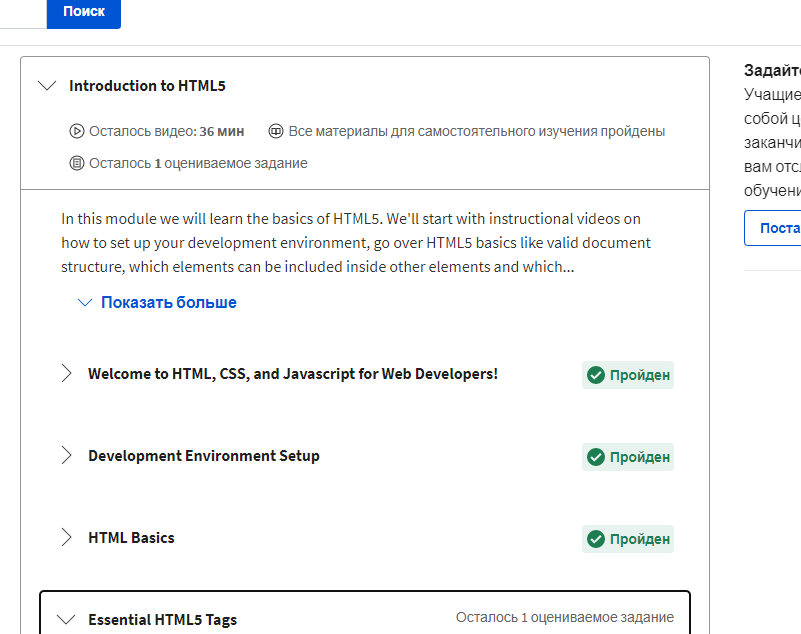 Поиск
Introduction to HTML5
Осталось видео: 36 мин
Все материалы для самостоятельного изучения пройдены
Осталось 1 оцениваемое задание
In this module we will learn the basics of HTML5. We'll start with instructional videos on
how to set up your development environment, go over HTML5 basics like valid document
structure, which elements can be included inside other elements and which...
Показать больше
Welcome to HTML, CSS, and Javascript for Web Developers!
Пройден
Development Environment Setup
Пройден
HTML Basics
Пройден
Essential HTML5 Tags
Осталось 1 оцениваемое задание
Задайт
Учащие
собой ц
заканчи
вам отс
обучени
Поста